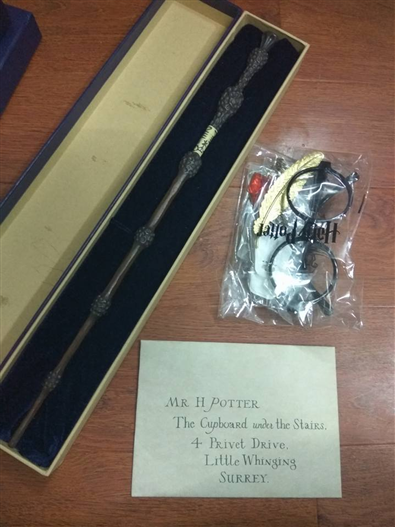 Harry Potter
Mr H Potter
The Cupboard under the Stairs,
4 Privet Drive,
Little Whinging
Surrey.